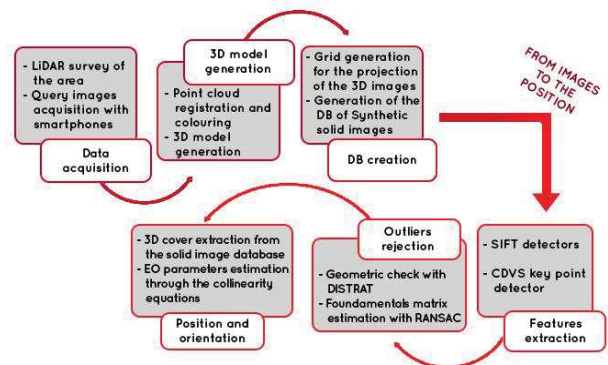 - LiDAR survey of
the area
- Query images
acquisition with
smartphones
Data
acquisition
3D model
generation
- Point cloud
registration and
colouring
- 3D model
generation
- Grid generation
for the projection
of the 3D images
- Generation of the
DB of Synthetic
solid images
DB creation
FROM IMAGES
TO THE
POSITION
- SIFT detectors
- CDVS key point
detector
Features
extraction
Outliers
rejection
- Geometric check with
DISTRAT
- Foundamentals matrix
estimation with RANSAC
- 3D cover extraction from
the solid image database
- EO parameters estimation
through the collinearity
equations
Position and
orientation